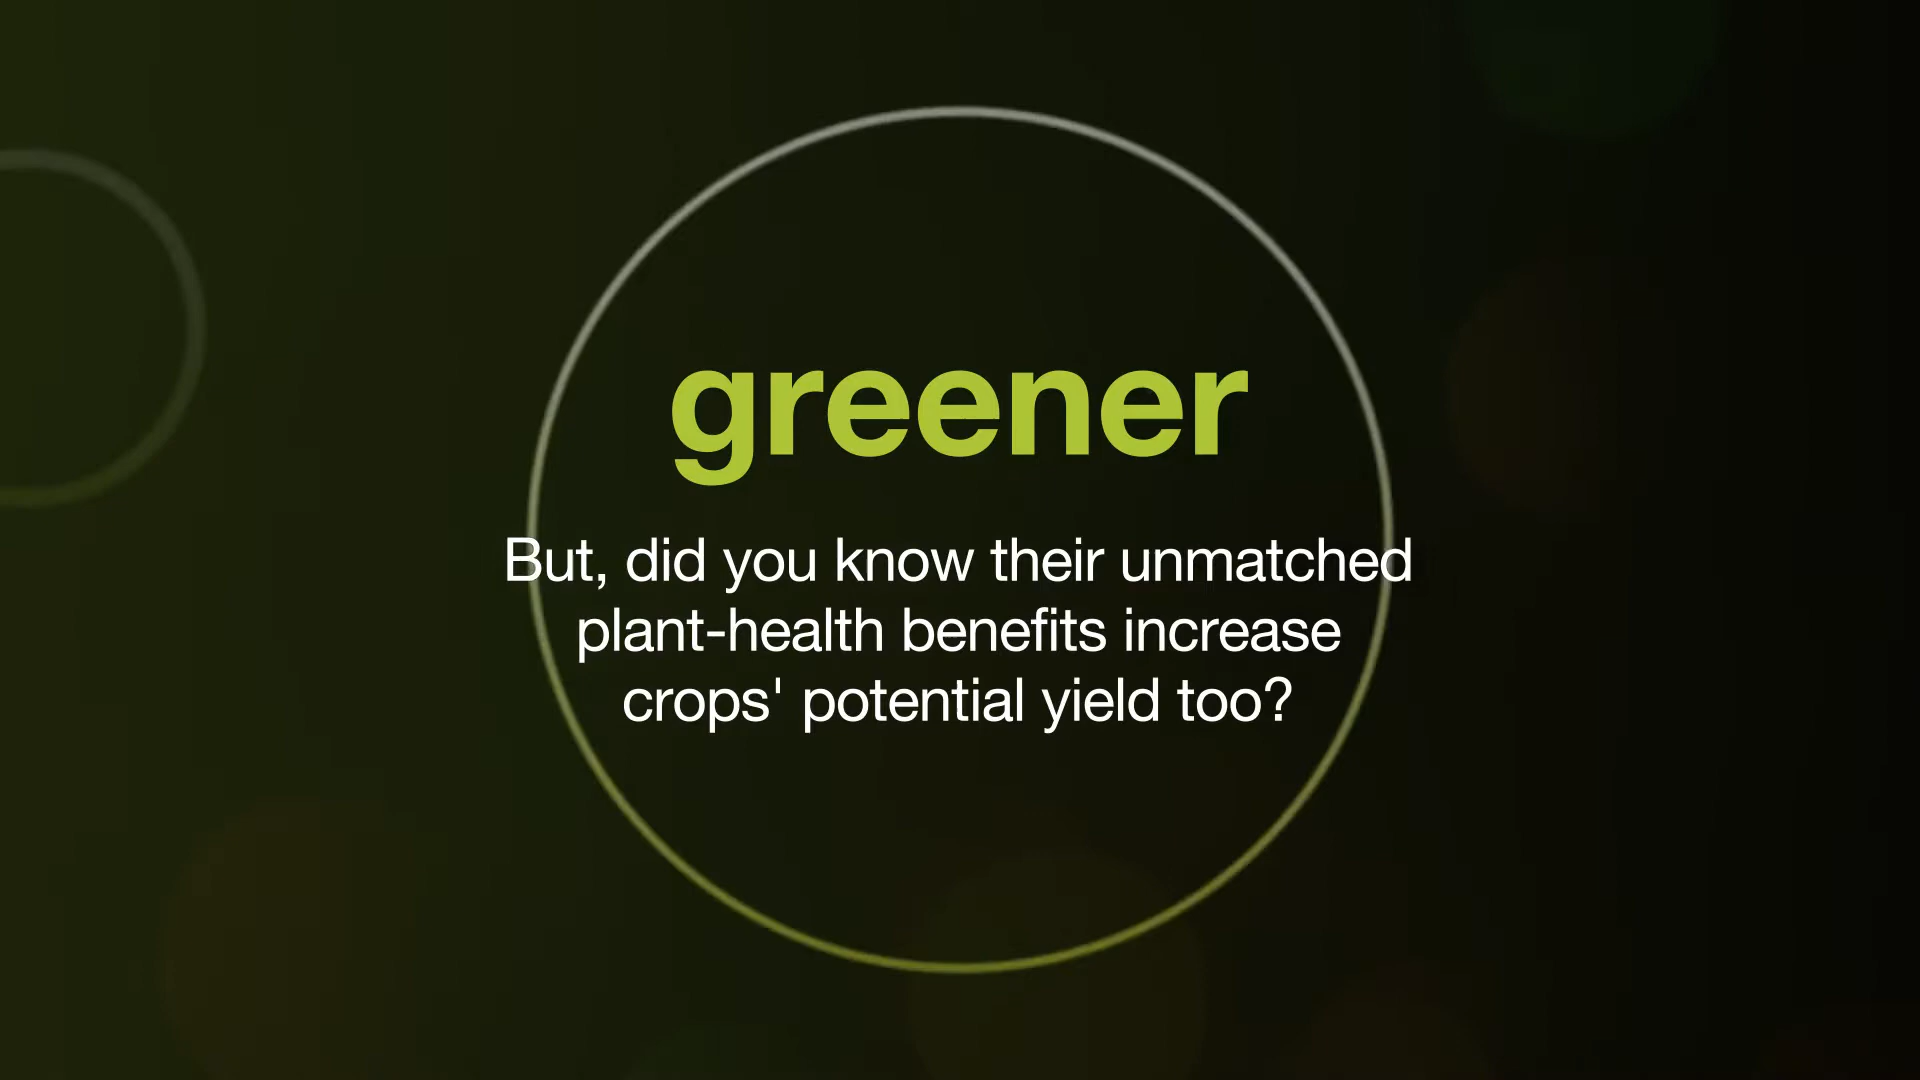 greener
But, did you know their unmatched
plant-health benefits increase
crops' potential yield too?